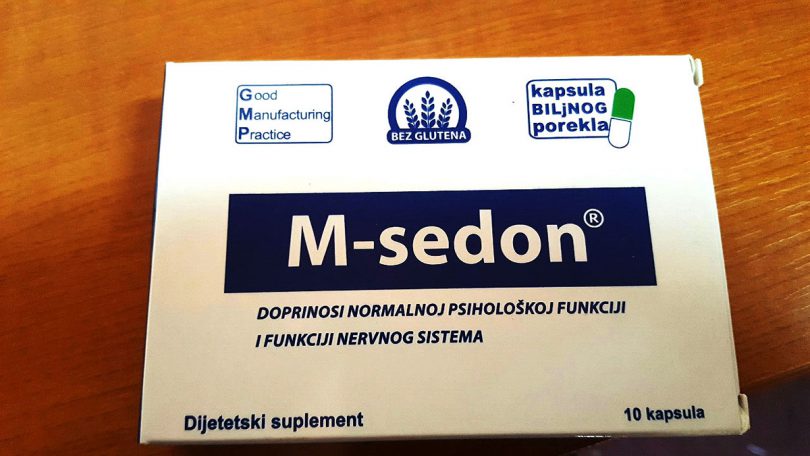 Good
Manufacturing
Practice
BEZ GLUTENA
kapsula
BILjNOG
porekla
M-sedon®
DOPRINOSI NORMALNOJ PSIHOLOŠKOJ FUNKCIJI
I FUNKCIJI NERVNOG SISTEMA
Dijetetski suplement
10 kapsula